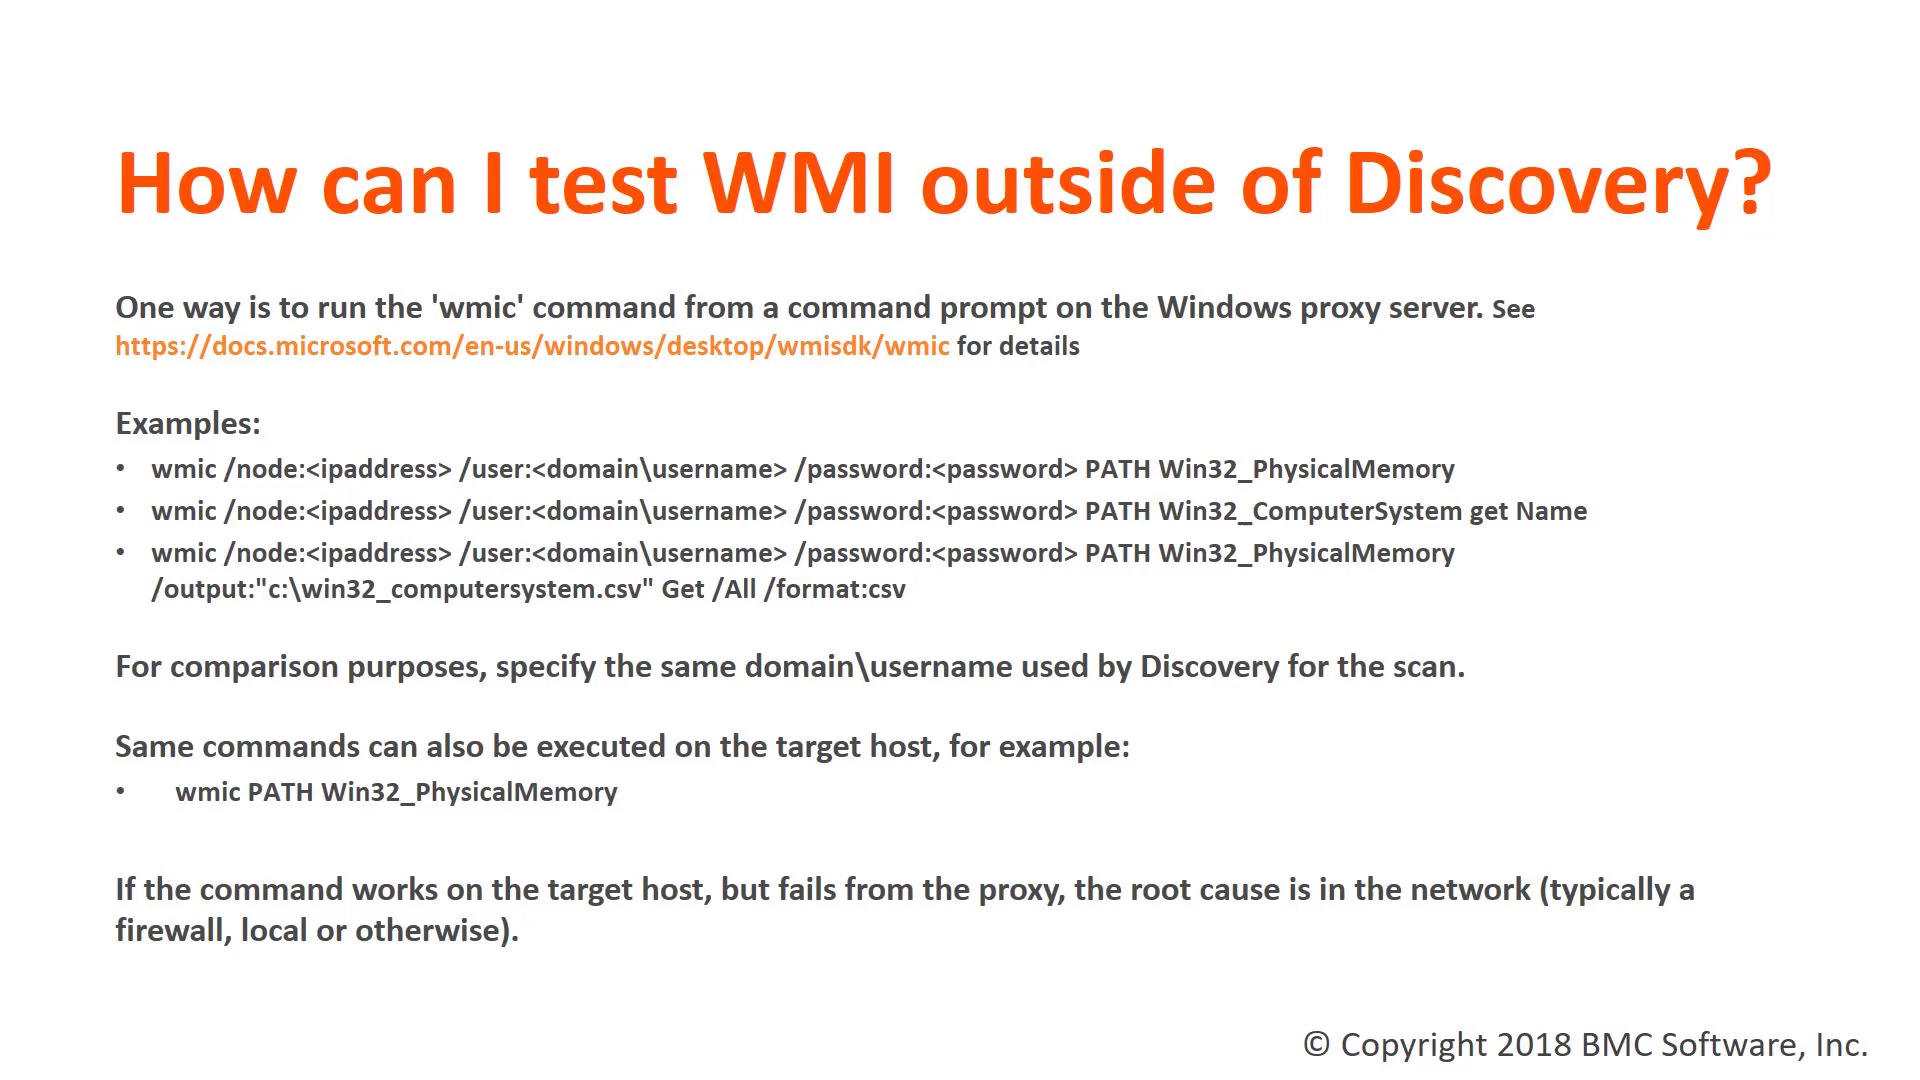 How can I test WMI outside of Discovery?
One way is to run the 'wmic' command from a command prompt on the Windows proxy server. See
https://docs.microsoft.com/en-us/windows/desktop/wmisdk/wmic for details
Examples:
• wmic /node:<ipaddress> /user:<domain\username> /password:<password> PATH Win32_PhysicalMemory
• wmic /node:<ipaddress> /user:<domain\username> /password:<password> PATH Win32_ComputerSystem get Name
• wmic /node:<ipaddress> /user:<domain\username> /password:<password> PATH Win32_PhysicalMemory
/output:"c:\win32_computersystem.csv" Get /All /format:csv
For comparison purposes, specify the same domain\username used by Discovery for the scan.
Same commands can also be executed on the target host, for example:
• wmic PATH Win32_PhysicalMemory
If the command works on the target host, but fails from the proxy, the root cause is in the network (typically a
firewall, local or otherwise).
© Copyright 2018 BMC Software, Inc.